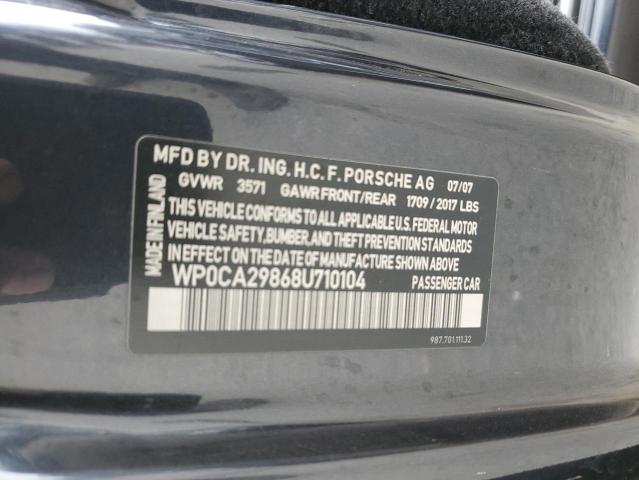 MFD BY DR. ING. H.C. F. PORSCHE AG 07/07
GVWR 3571 GAWR FRONT/REAR 1709/2017 LBS
THIS VEHICLE CONFORMS TO ALL APPLICABLE U.S. FEDERAL MOTOR
VEHICLE SAFETY, BUMPER, AND THEFT PREVENTION STANDARDS
IN EFFECT ON THE DATE OF MANUFACTURE SHOWN ABOVE
WP0CA29868U710104 PASSENGER CAR
987.701.111.32
MADE IN FINLAND